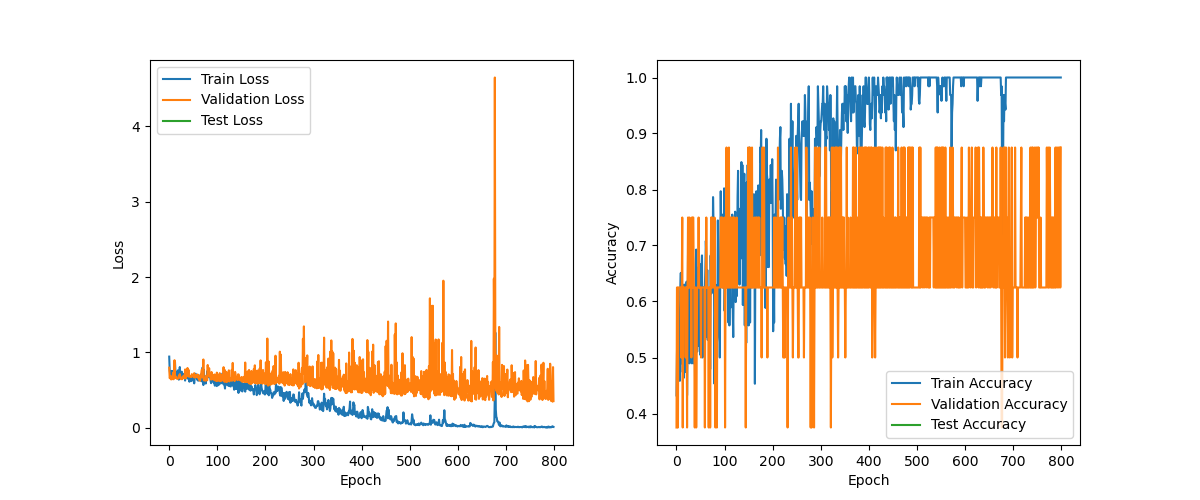 Train Loss
Validation Loss
Test Loss
4
3
2
1
0
Loss
0 100 200 300 400 500 600 700 800
Epoch
1.0
0.9
0.8
0.7
0.6
0.5
0.4
Accuracy
Train Accuracy
Validation Accuracy
Test Accuracy
0 100 200 300 400 500 600 700 800
Epoch